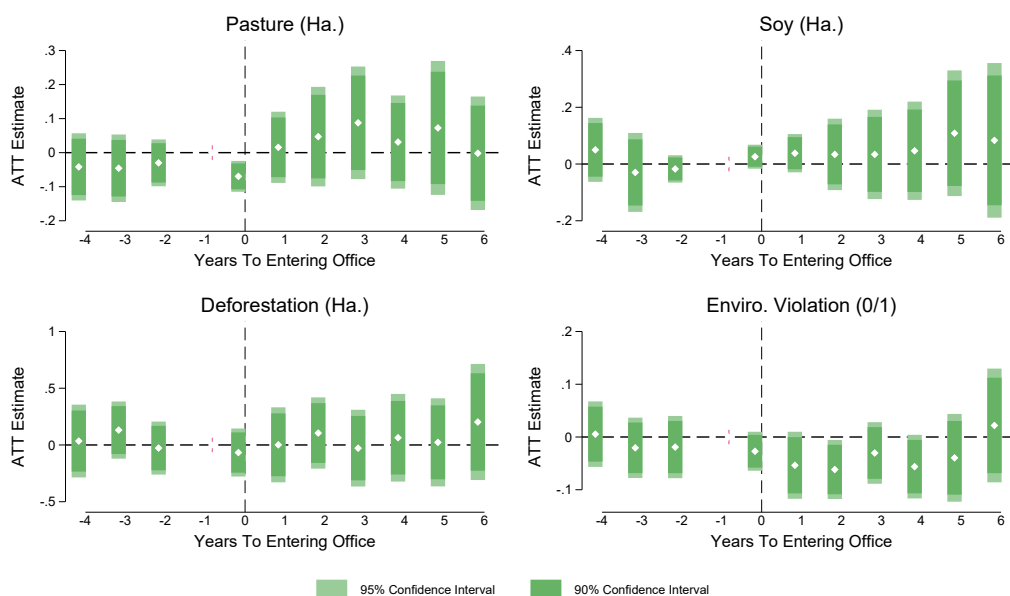 Pasture (Ha.)
ATT Estimate
.3
.2
.1
0
-.1
-.2
-4 -3 -2 -1 0 1 2 3 4 5 6
Years To Entering Office
Soy (Ha.)
ATT Estimate
.4
.2
0
-.2
-4 -3 -2 -1 0 1 2 3 4 5 6
Years To Entering Office
Deforestation (Ha.)
ATT Estimate
1
.5
0
-.5
-4 -3 -2 -1 0 1 2 3 4 5 6
Years To Entering Office
Enviro. Violation (0/1)
ATT Estimate
.2
.1
0
-.1
-4 -3 -2 -1 0 1 2 3 4 5 6
Years To Entering Office
95% Confidence Interval 90% Confidence Interval